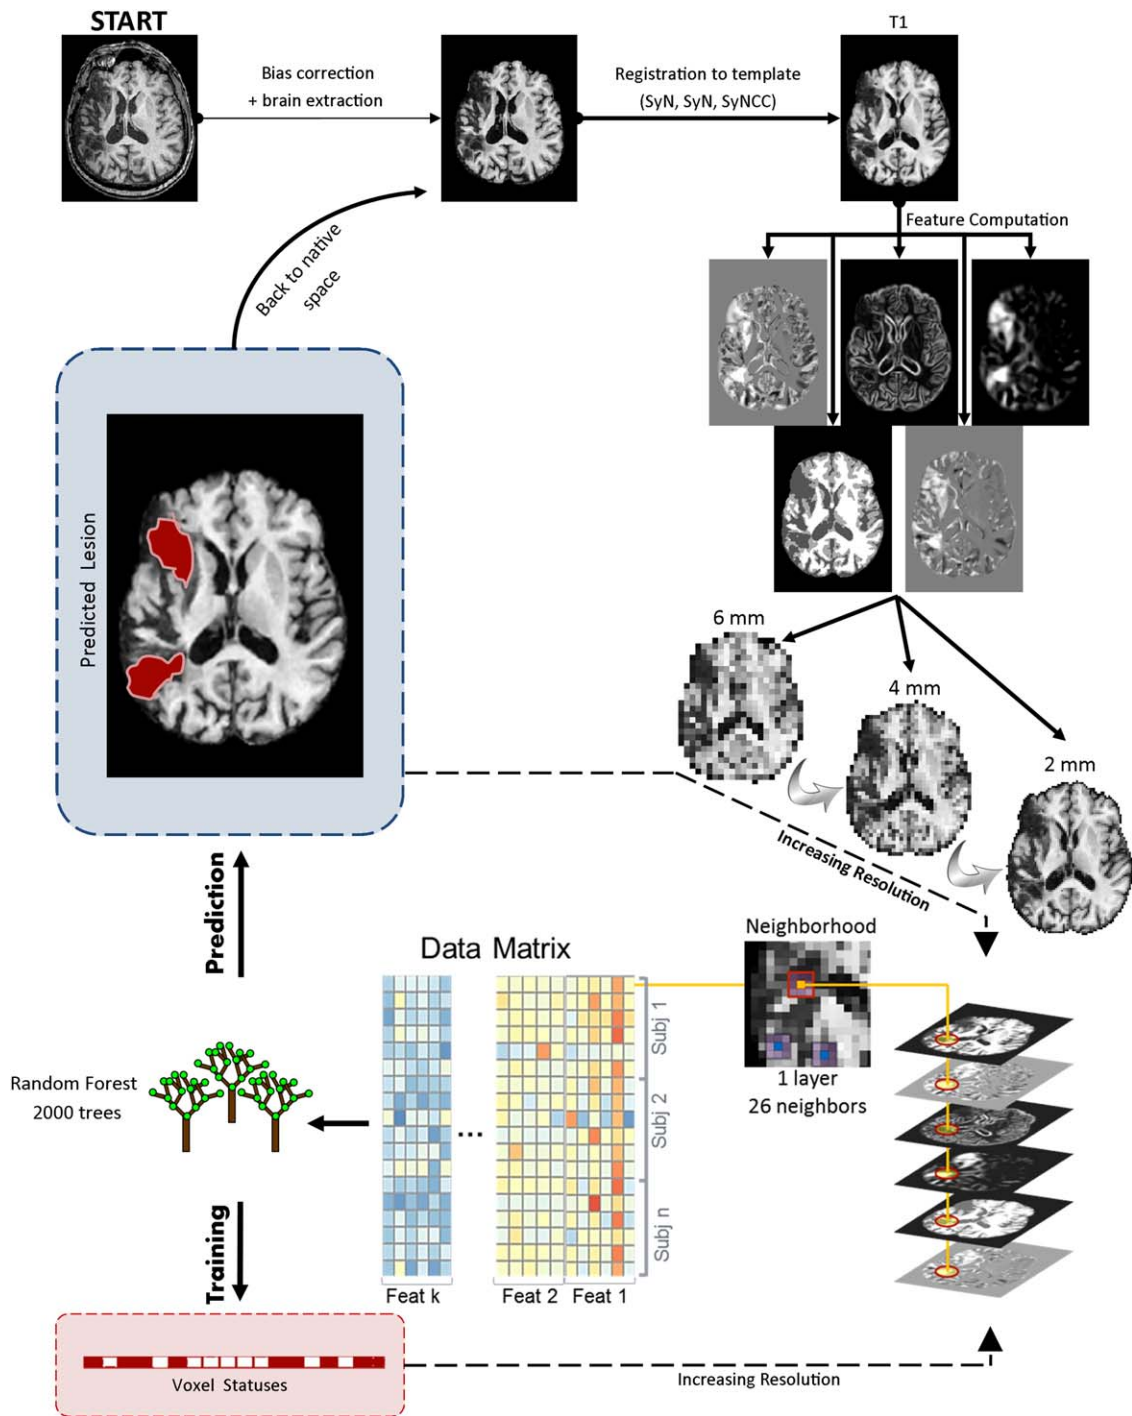 START
T1
Bias correction
+ brain extraction
Registration to template
(SyN, SyN, SyNCC)
Feature Computation
Back to native
space
Predicted Lesion
6 mm
4 mm
2 mm
Increasing Resolution
Prediction
Data Matrix
Neighborhood
Subj 1
Subj 2
Subj n
1 layer
26 neighbors
Random Forest
2000 trees
...
Training
Feat k
Feat 2
Feat 1
Voxel Statuses
Increasing Resolution